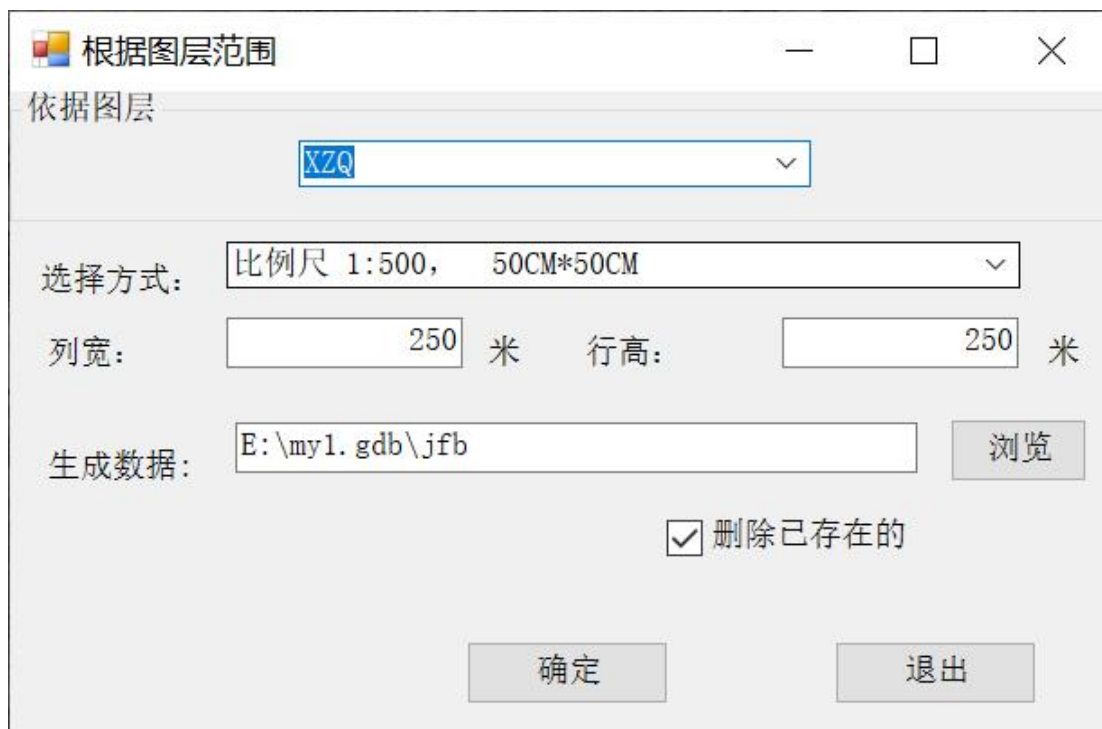 根据图层范围
依据图层
XZQ
选择方式： 比例尺 1:500， 50CM*50CM
列宽： 250 米 行高： 250 米
生成数据： E:\my1.gdb\jfb 浏览
删除已存在的
确定 退出